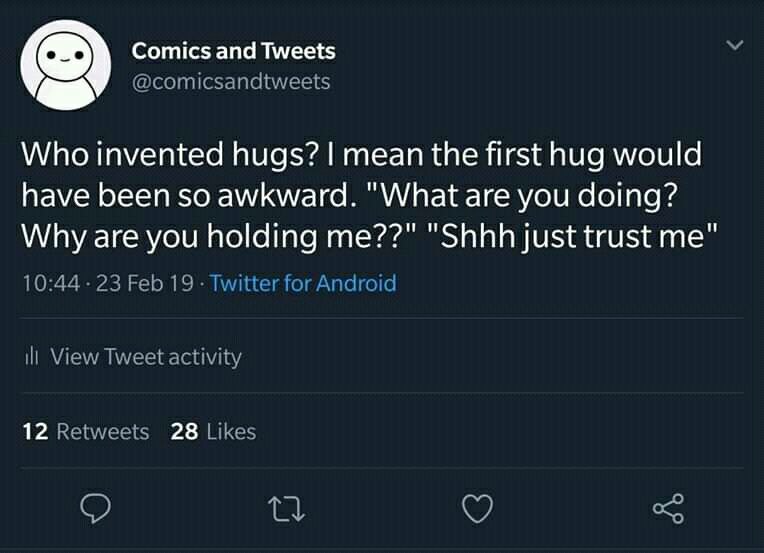 Comics and Tweets
@comicsandtweets
Who invented hugs? I mean the first hug would
have been so awkward. "What are you doing?
Why are you holding me??" "Shhh just trust me"
10:44 · 23 Feb 19 · Twitter for Android
View Tweet activity
12 Retweets 28 Likes